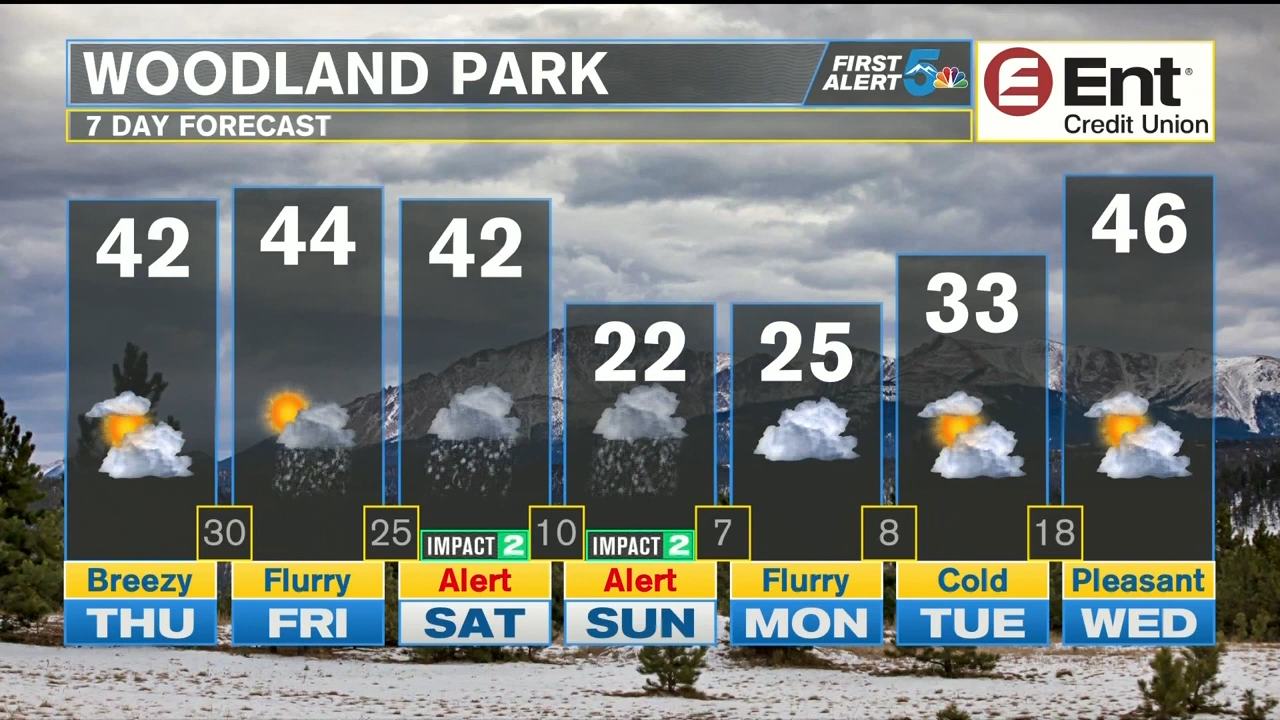 WOODLAND PARK
FIRST ALERT 5
Ent®
Credit Union
7 DAY FORECAST
42 44 42 22 25 33 46
30 25 10 7 8 18
IMPACT 2 IMPACT 2
Breezy Flurry Alert Alert Flurry Cold Pleasant
THU FRI SAT SUN MON TUE WED